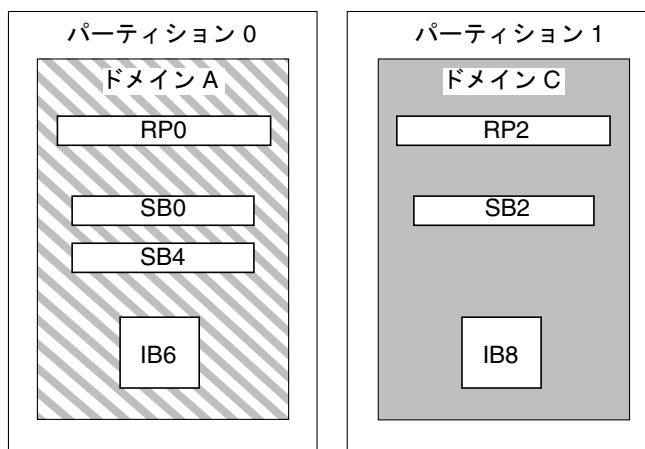 パーティション 0
ドメイン A
RP0
SB0
SB4
IB6
パーティション 1
ドメイン C
RP2
SB2
IB8